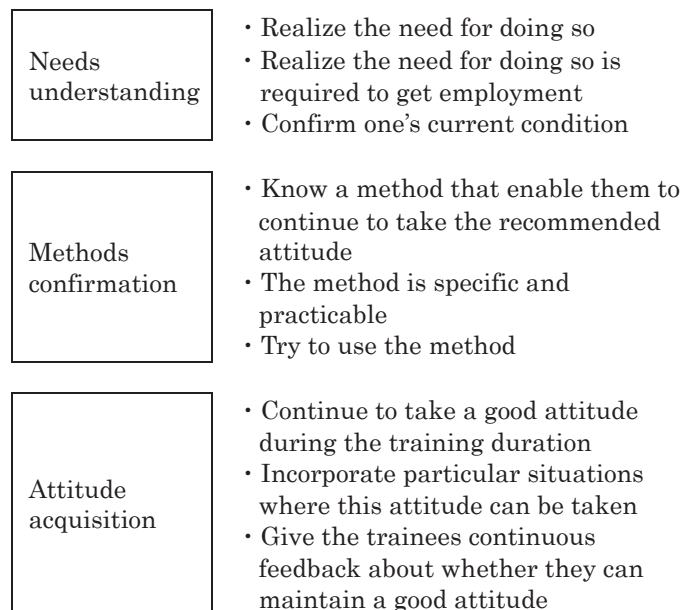 Needs
understanding
・Realize the need for doing so
・Realize the need for doing so is
required to get employment
・Confirm one's current condition
Methods
confirmation
・Know a method that enable them to
continue to take the recommended
attitude
・The method is specific and
practicable
・Try to use the method
Attitude
acquisition
・Continue to take a good attitude
during the training duration
・Incorporate particular situations
where this attitude can be taken
・Give the trainees continuous
feedback about whether they can
maintain a good attitude